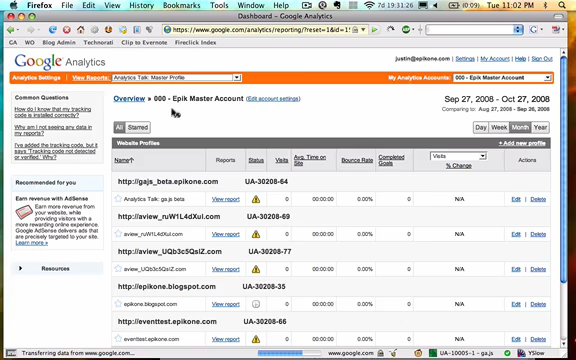 Firefox File Edit View History Bookmarks Tools Window Help 7d 19:31:26 (0:09) Tue 11:02 PM
Dashboard – Google Analytics
https://www.google.com/analytics/reporting/?reset=1&id=1
CA WO Blog Admin Technorati Clip to Evernote Fireclick Index
Google Analytics
justin@epikone.com | Settings | My Account | Help | Sign Out
Analytics Settings | View Reports: Analytics Talk: Master Profile My Analytics Accounts: 000 - Epik Master Account
Common Questions
How do I know that my tracking code is installed correctly?
Why am I not seeing any data in my reports?
I've added the tracking code, but it says "Tracking code not detected or verified". Why?
Recommended for you
Earn revenue with AdSense
Earn more revenue from your website, while providing visitors with a more rewarding online experience. Google AdSense delivers ads that are precisely targeted to your site.
Learn more »
Resources
Overview » 000 - Epik Master Account (Edit account settings)
Sep 27, 2008 - Oct 27, 2008
Comparing to: Aug 27, 2008 - Sep 26, 2008
All Starred
Day Week Month Year
Website Profiles + Add new profile
Name Reports Status Visits Avg. Time on Site Bounce Rate Completed Goals Visits % Change Actions
http://gajs_beta.epikone.com UA-30208-64
Analytics Talk: ga.js beta View report 0 00:00:00 0.00% 0 N/A Edit | Delete
http://aview_ruW1L4dXul.com UA-30208-69
aview_ruW1L4dXul.com View report 0 00:00:00 0.00% 0 N/A Edit | Delete
http://aview_UQb3c5QsIZ.com UA-30208-77
aview_UQb3c5QsIZ.com View report 0 00:00:00 0.00% 0 N/A Edit | Delete
http://epikone.blogspot.com UA-30208-35
epikone.blogspot.com View report 0 00:00:00 0.00% 0 N/A Edit | Delete
http://eventtest.epikone.com UA-30208-66
eventtest.epikone.com View report 0 00:00:00 0.00% 0 N/A Edit | Delete
Transferring data from www.google.com... www.google.com UA-10005-1 - ga.js YSlow